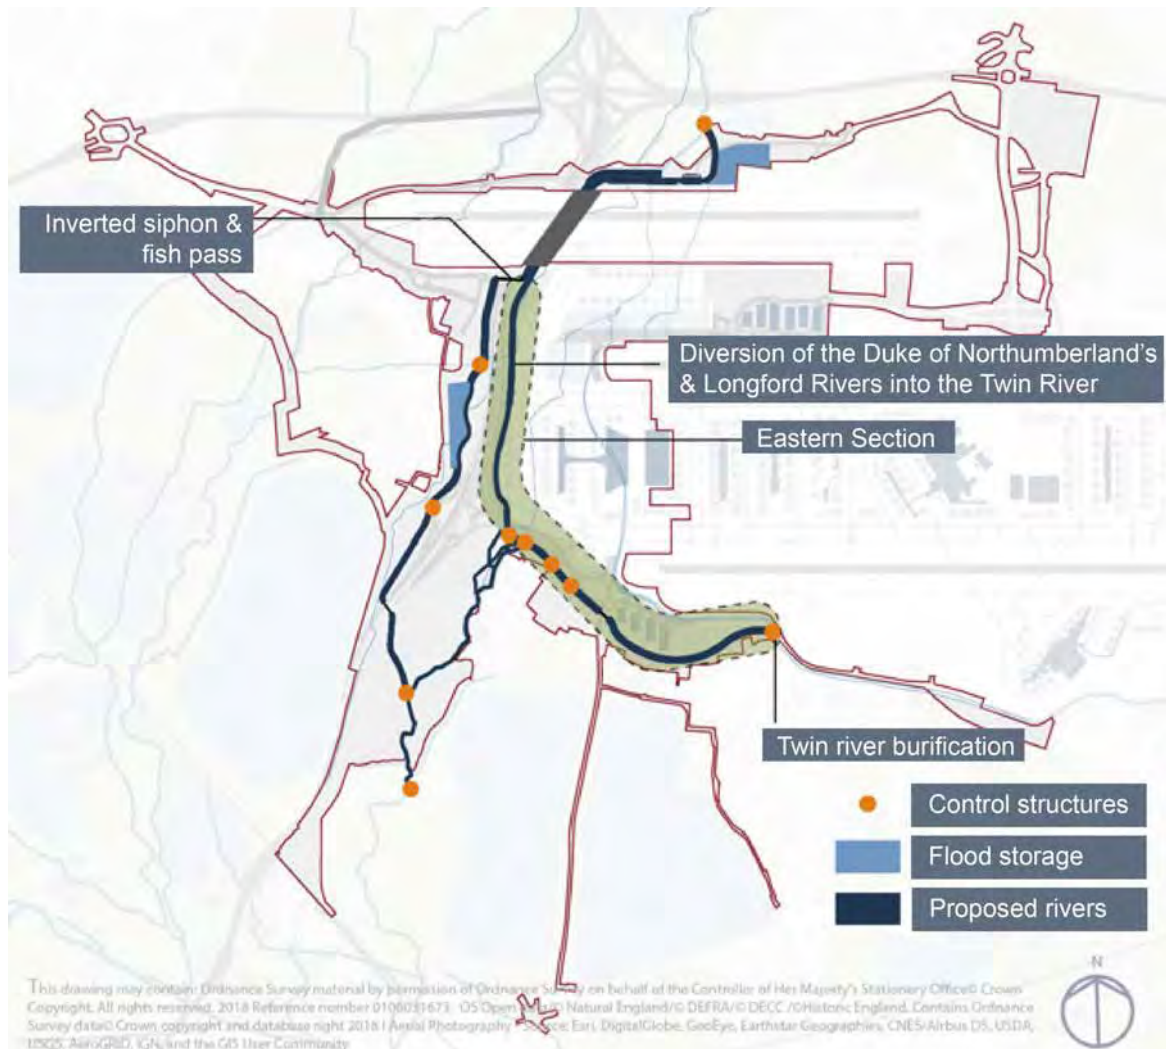 Inverted siphon &
fish pass
Diversion of the Duke of Northumberland's
& Longford Rivers into the Twin River
Eastern Section
Twin river burification
Control structures
Flood storage
Proposed rivers
N
This drawing may contain: Ordnance Survey material by permission of Ordnance Survey on behalf of the Controller of Her Majesty's Stationery Office© Crown
Copyright, All rights reserved. 2018 Reference number 0100031673. OS Open © Natural England/© DEFRA/© DECC /©Historic England. Contains Ordnance
Survey data© Crown copyright and database right 2018 | Aerial Photography - Source: Esri, DigitalGlobe, GeoEye, Earthstar Geographics, CNES/Airbus DS, USDA,
USGS, AeroGRID, IGN, and the GIS User Community